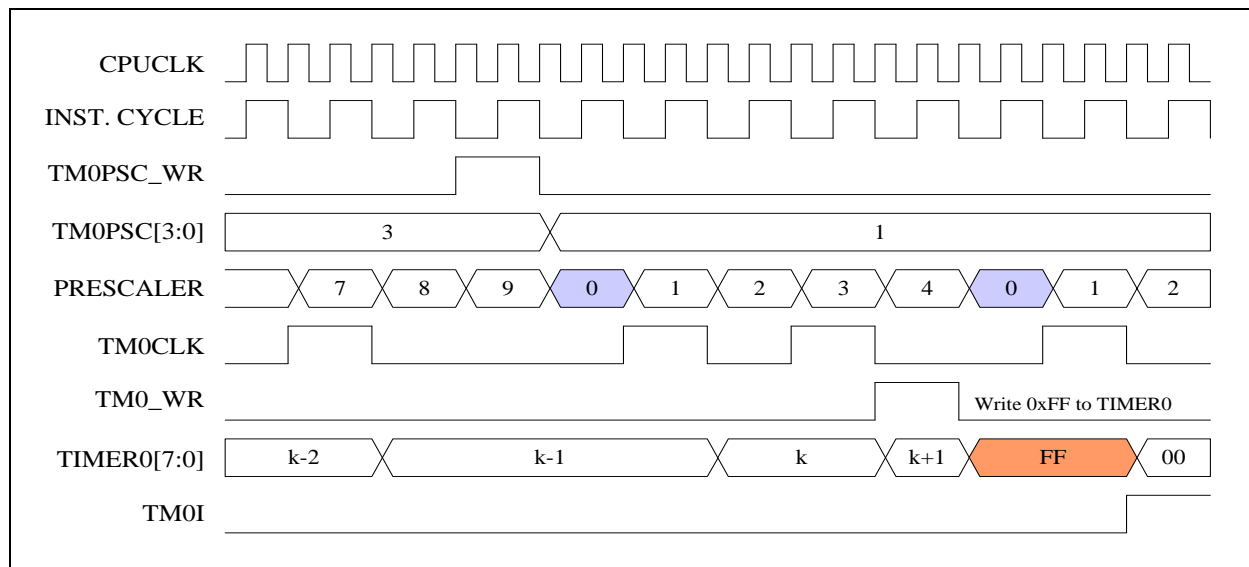 CPUCLK
INST. CYCLE
TM0PSC_WR
TM0PSC[3:0] 3 1
PRESCALER 7 8 9 0 1 2 3 4 0 1 2
TM0CLK
TM0_WR Write 0xFF to TIMER0
TIMER0[7:0] k-2 k-1 k k+1 FF 00
TM0I